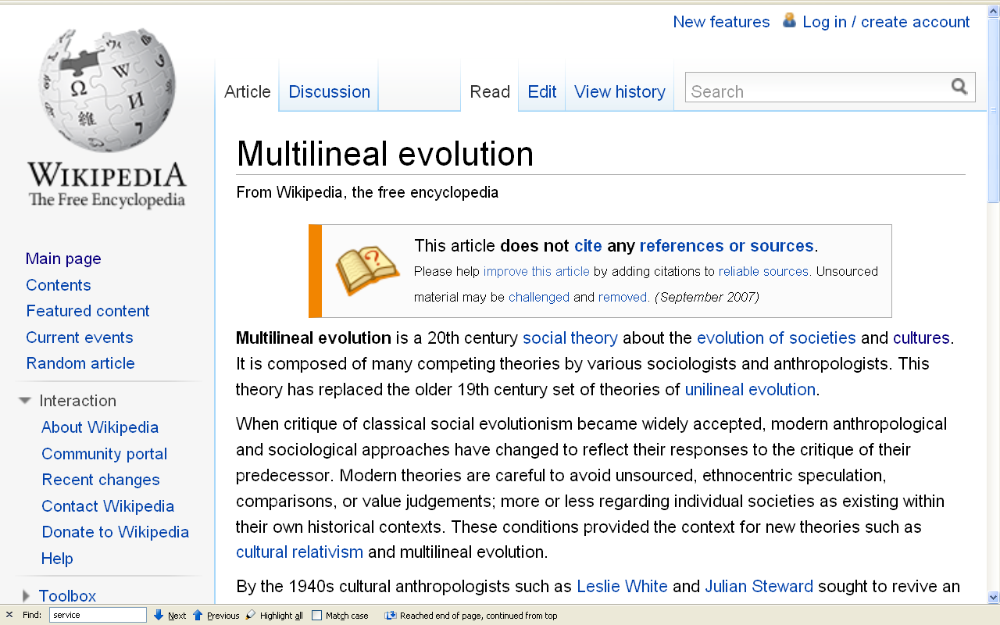 New features Log in / create account
Article Discussion Read Edit View history Search
WIKIPEDIA
The Free Encyclopedia
Main page
Contents
Featured content
Current events
Random article
Interaction
About Wikipedia
Community portal
Recent changes
Contact Wikipedia
Donate to Wikipedia
Help
Toolbox
Multilineal evolution
From Wikipedia, the free encyclopedia
This article does not cite any references or sources.
Please help improve this article by adding citations to reliable sources. Unsourced
material may be challenged and removed. (September 2007)
Multilineal evolution is a 20th century social theory about the evolution of societies and cultures.
It is composed of many competing theories by various sociologists and anthropologists. This
theory has replaced the older 19th century set of theories of unilineal evolution.
When critique of classical social evolutionism became widely accepted, modern anthropological
and sociological approaches have changed to reflect their responses to the critique of their
predecessor. Modern theories are careful to avoid unsourced, ethnocentric speculation,
comparisons, or value judgements; more or less regarding individual societies as existing within
their own historical contexts. These conditions provided the context for new theories such as
cultural relativism and multilineal evolution.
By the 1940s cultural anthropologists such as Leslie White and Julian Steward sought to revive an
Find: service Next Previous Highlight all Match case Reached end of page, continued from top